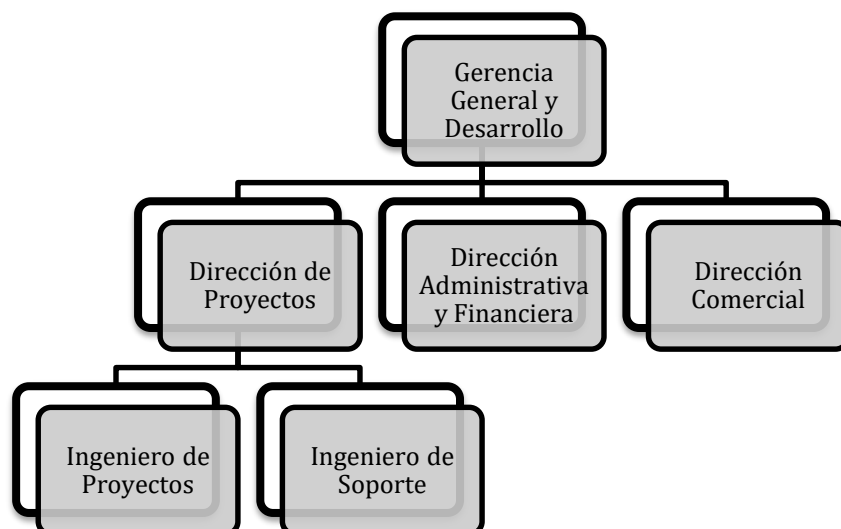 Gerencia
General y
Desarrollo
Dirección de
Proyectos
Dirección
Administrativa
y Financiera
Dirección
Comercial
Ingeniero de
Proyectos
Ingeniero de
Soporte